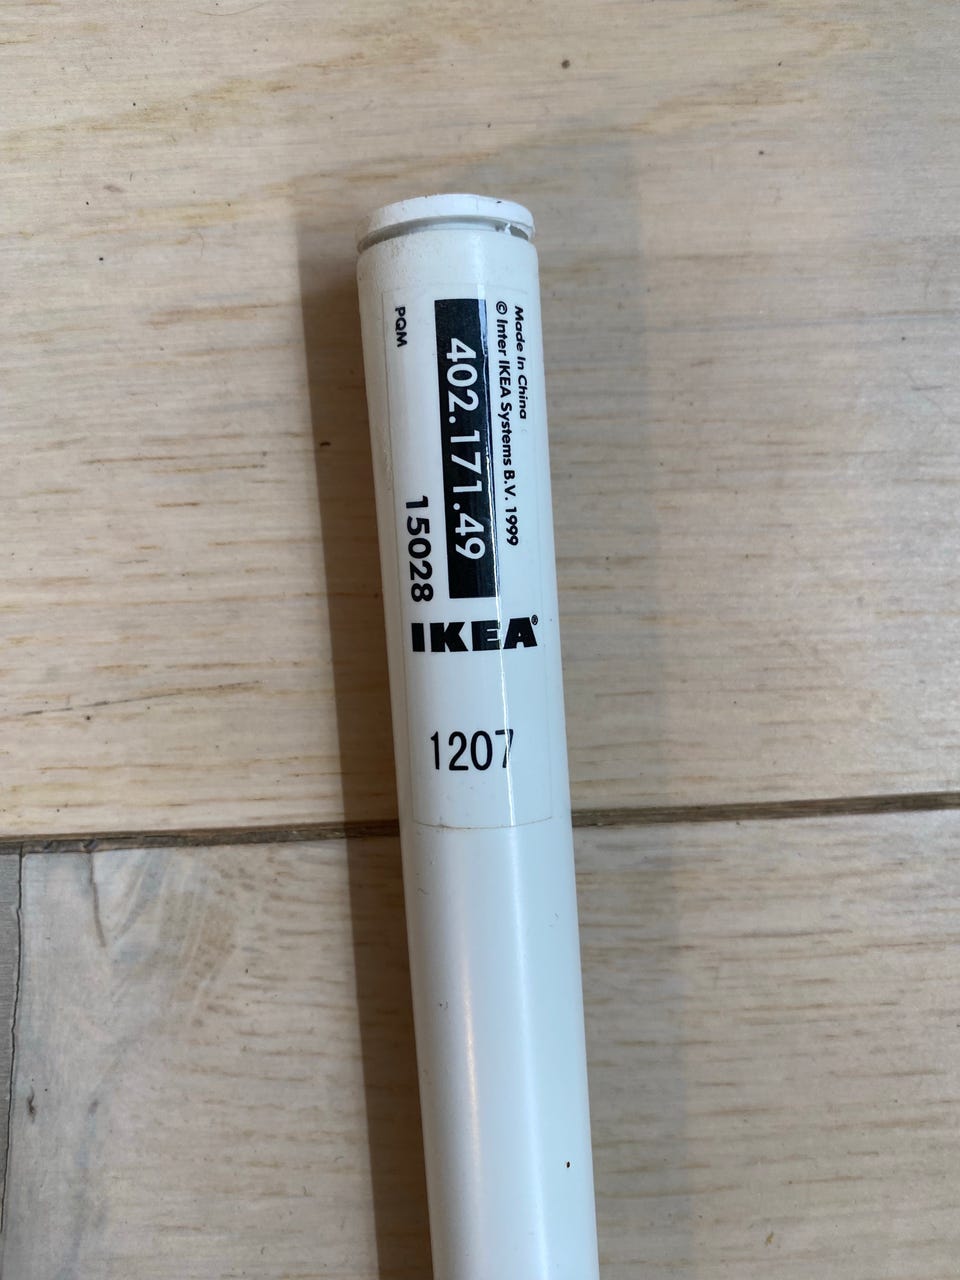 Made In China
© Inter IKEA Systems B.V. 1999
402.171.49
PQM
15028
IKEA®
1207